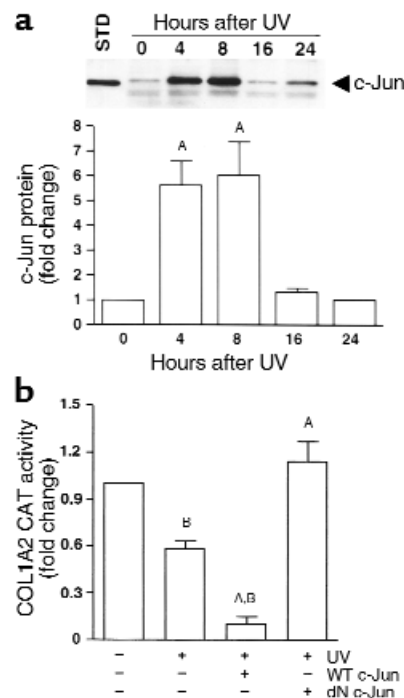 a
Hours after UV
STD 0 4 8 16 24
c-Jun
c-Jun protein
(fold change)
8
7
6
5
4
3
2
1
0
A
A
0 4 8 16 24
Hours after UV
b
COL1A2 CAT activity
(fold change)
1.5
1.2
0.9
0.6
0.3
0
B
A,B
A
– + + + UV
– – + – WT c-Jun
– – – + dN c-Jun